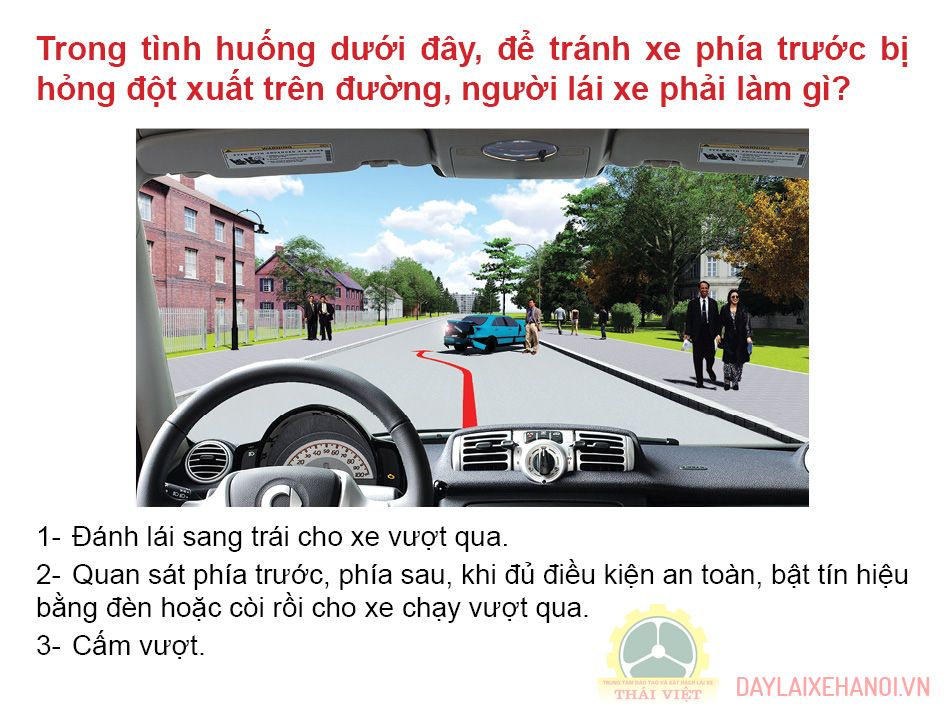 Trong tình huống dưới đây, để tránh xe phía trước bị
hỏng đột xuất trên đường, người lái xe phải làm gì?
WARNING
WARNING
1- Đánh lái sang trái cho xe vượt qua.
2- Quan sát phía trước, phía sau, khi đủ điều kiện an toàn, bật tín hiệu
bằng đèn hoặc còi rồi cho xe chạy vượt qua.
3- Cấm vượt.
TRUNG TÂM ĐÀO TẠO VÀ SÁT HẠCH LÁI XE
THÁI VIỆT
DAYLAIXEHANOI.VN